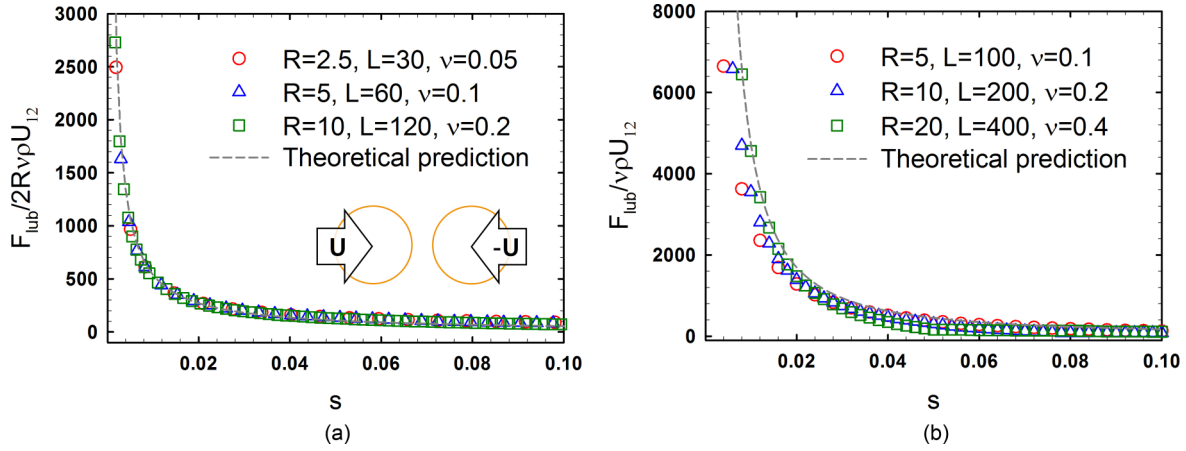 3000
2500
2000
1500
1000
500
0
F_lub/2RνρU_12
R=2.5, L=30, ν=0.05
R=5, L=60, ν=0.1
R=10, L=120, ν=0.2
Theoretical prediction
U
-U
0.02
0.04
0.06
0.08
0.10
s
(a)
8000
6000
4000
2000
0
F_lub/νρU_12
R=5, L=100, ν=0.1
R=10, L=200, ν=0.2
R=20, L=400, ν=0.4
Theoretical prediction
0.02
0.04
0.06
0.08
0.10
s
(b)